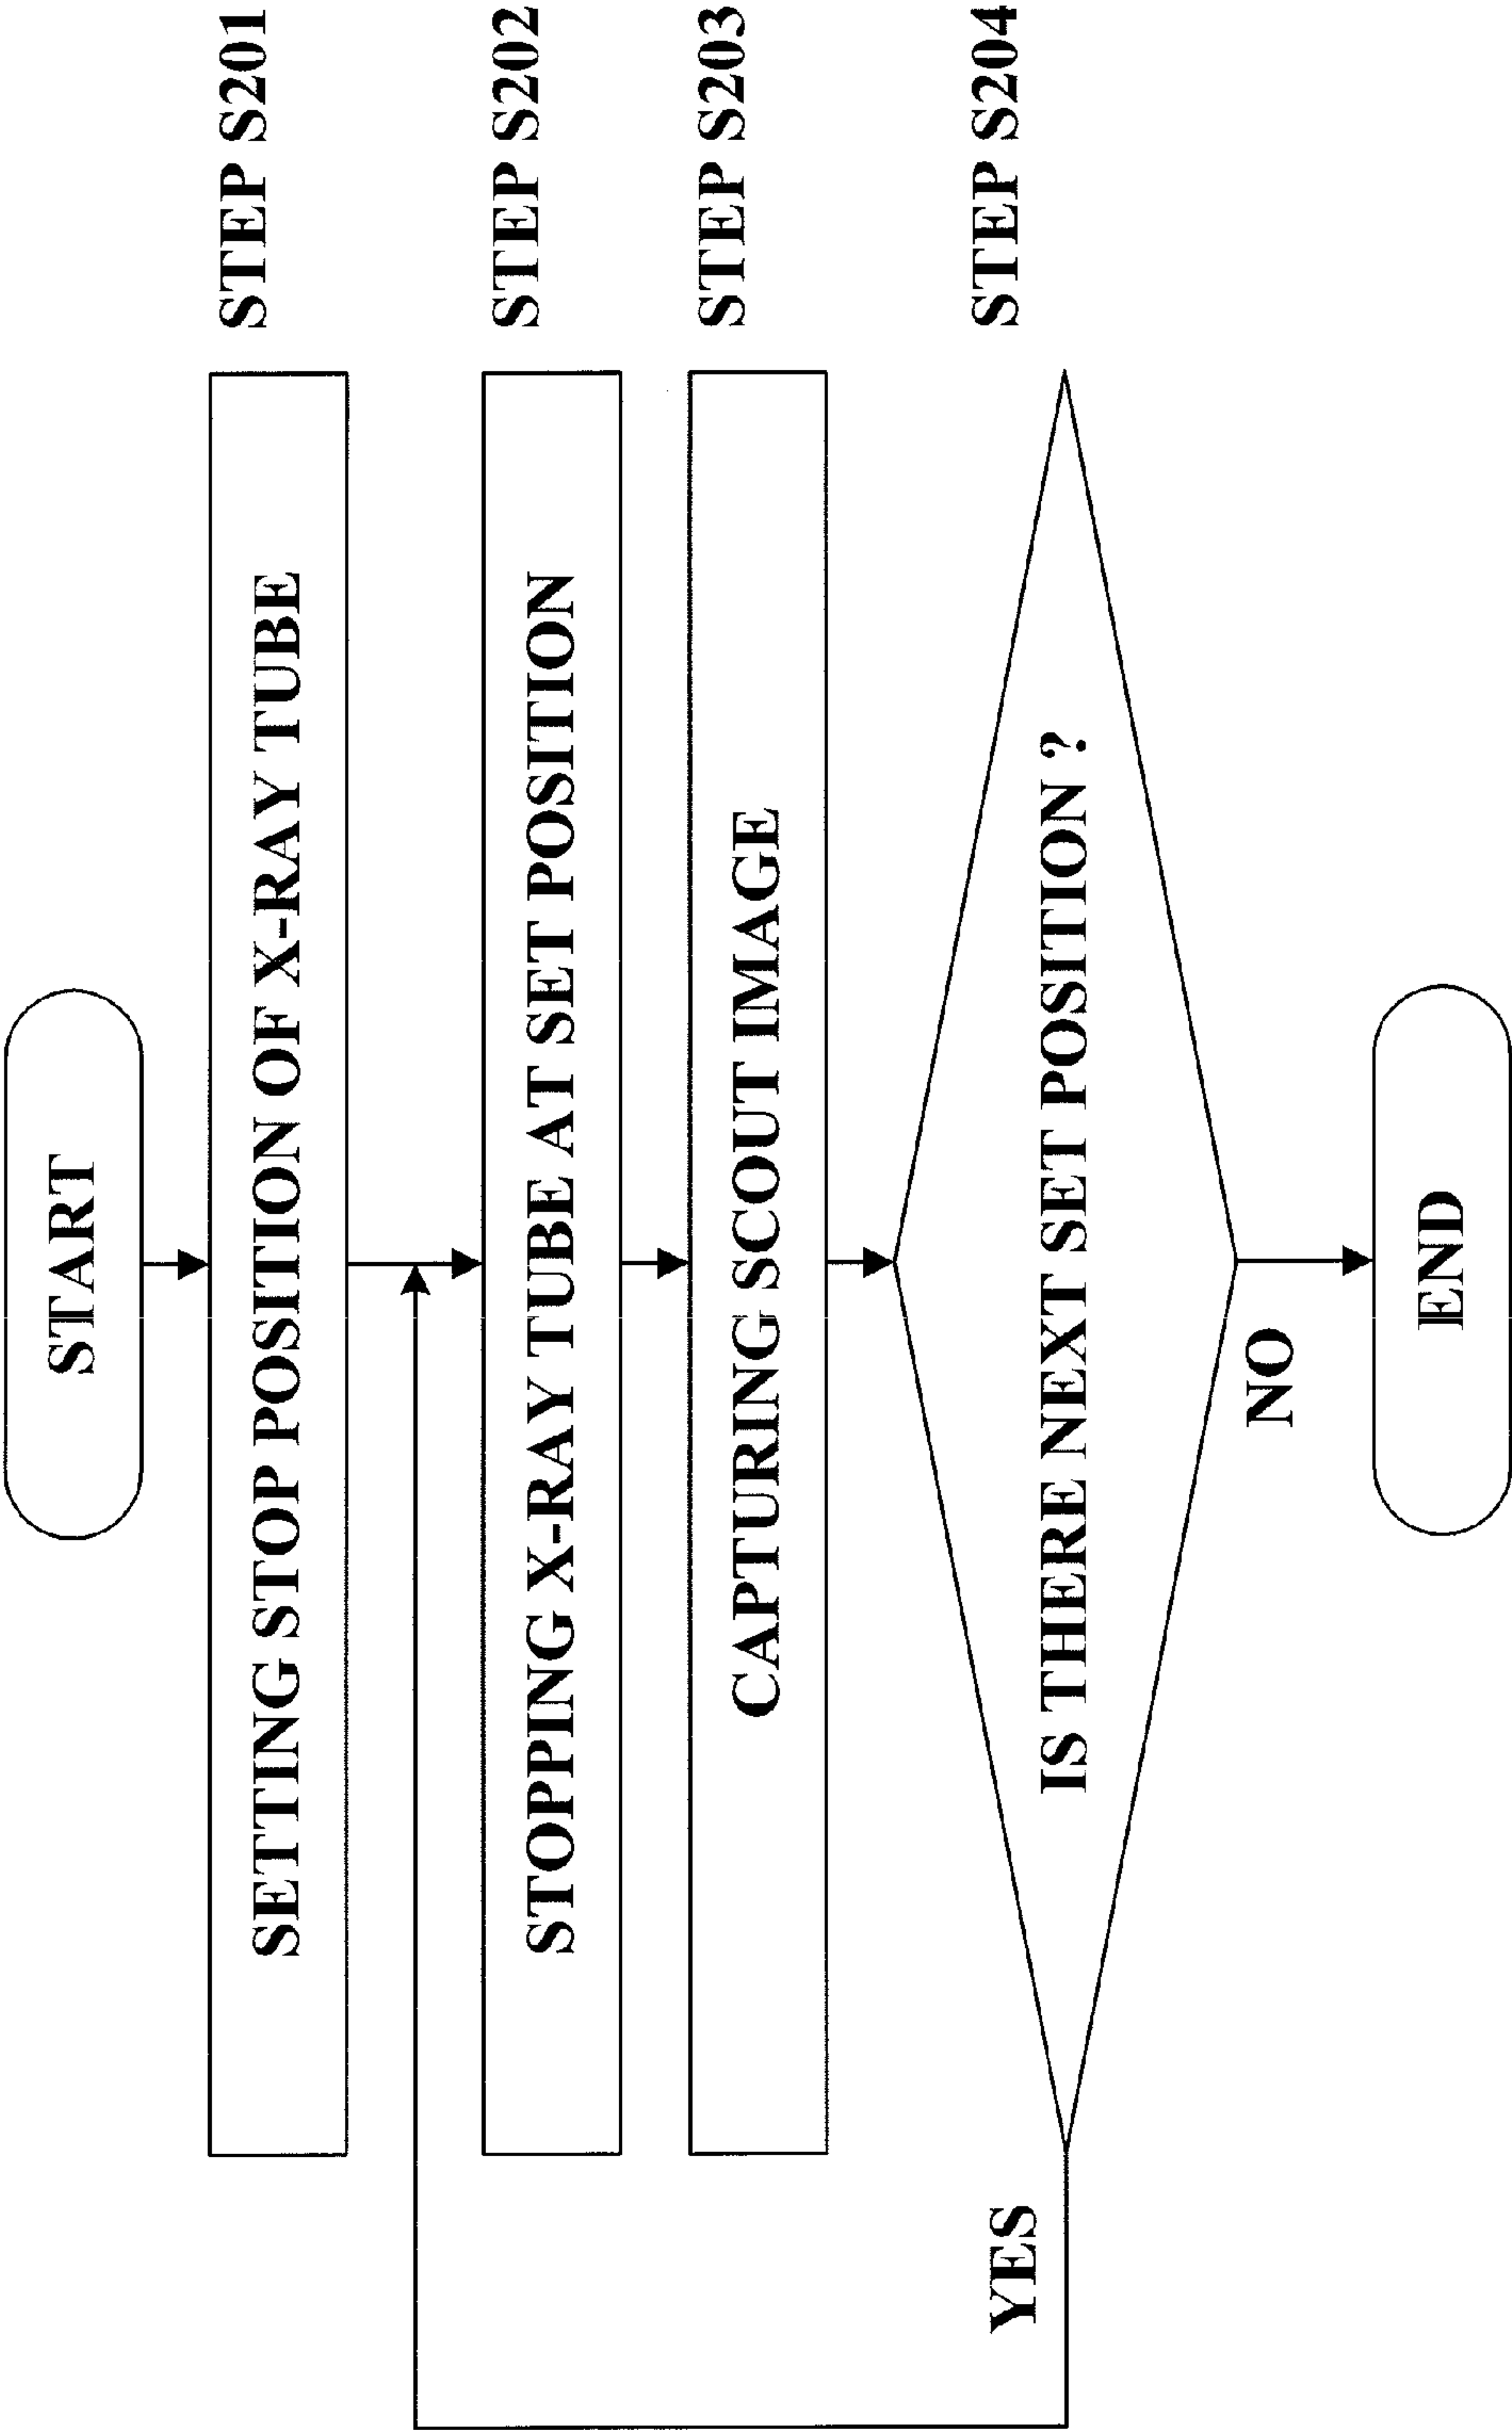 START
SETTING STOP POSITION OF X-RAY TUBE
STEP S201
STOPPING X-RAY TUBE AT SET POSITION
STEP S202
CAPTURING SCOUT IMAGE
STEP S203
IS THERE NEXT SET POSITION ?
STEP S204
YES
NO
END